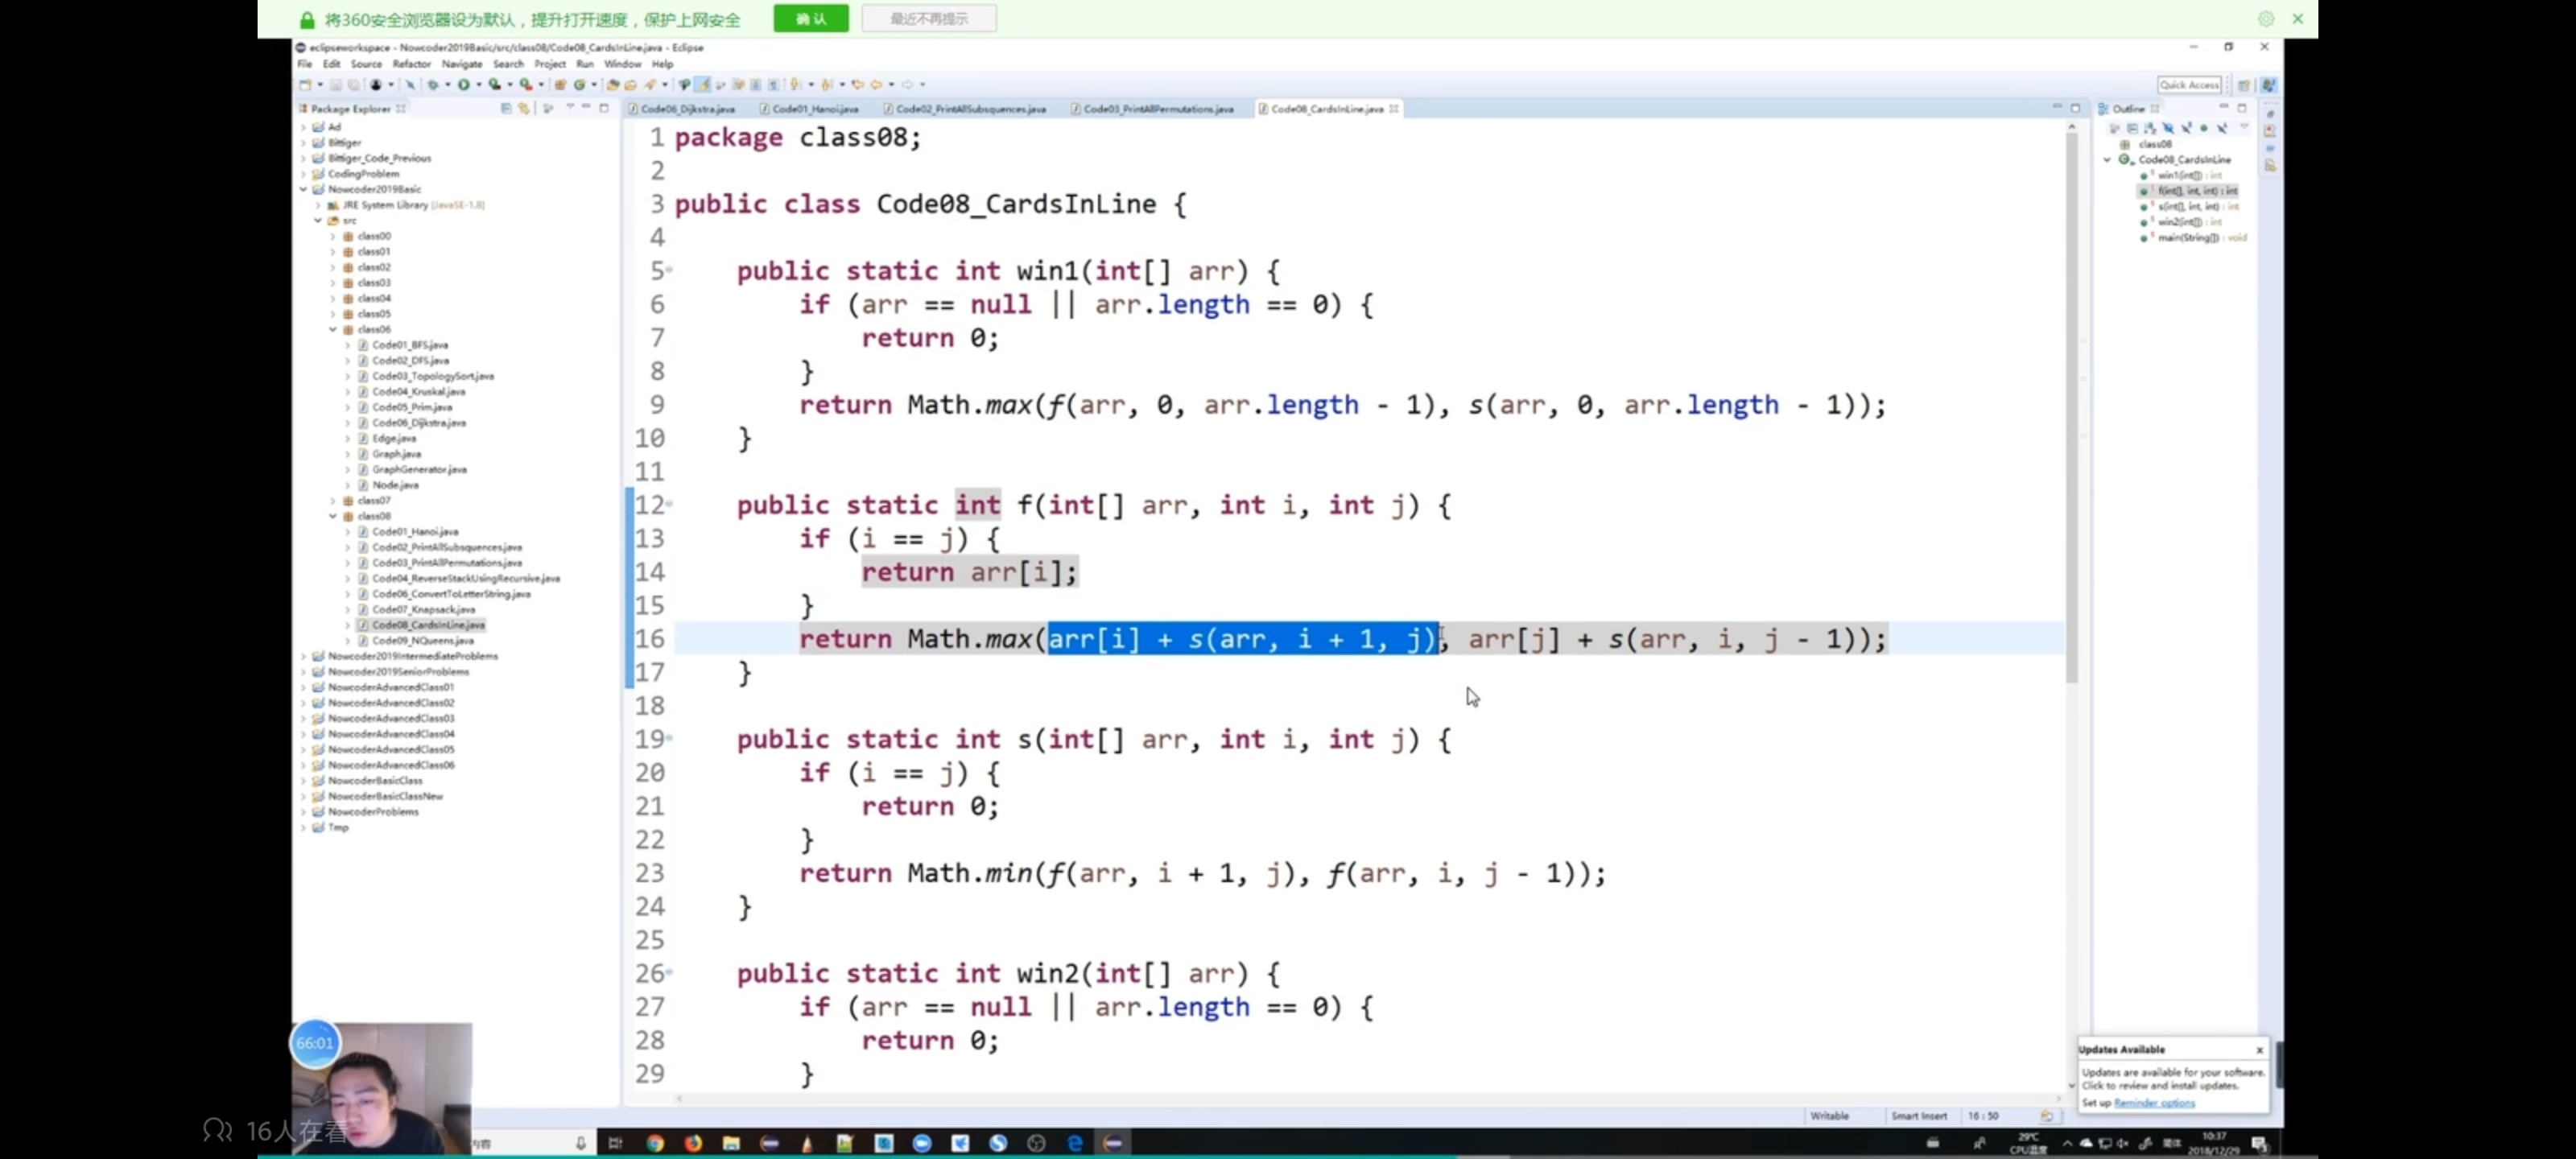 将360安全浏览器设为默认，提升打开速度，保护上网安全 确认 最近不再提示
eclipseworkspace - Nowcoder2019Basic/src/class08/Code08_CardsInLine.java - Eclipse
File Edit Source Refactor Navigate Search Project Run Window Help
Quick Access
Package Explorer
Ad
Bittiger
Bittiger_Code_Previous
CodingProblem
Nowcoder2019Basic
JRE System Library [JavaSE-1.8]
src
class00
class01
class02
class03
class04
class05
class06
Code01_BFS.java
Code02_DFS.java
Code03_TopologySort.java
Code04_Kruskal.java
Code05_Prim.java
Code06_Dijkstra.java
Edge.java
Graph.java
GraphGenerator.java
Node.java
class07
class08
Code01_Hanoi.java
Code02_PrintAllSubsquences.java
Code03_PrintAllPermutations.java
Code04_ReverseStackUsingRecursive.java
Code06_ConvertToLetterString.java
Code07_Knapsack.java
Code08_CardsInLine.java
Code09_NQueens.java
Nowcoder2019IntermediateProblems
Nowcoder2019SeniorProblems
NowcoderAdvancedClass01
NowcoderAdvancedClass02
NowcoderAdvancedClass03
NowcoderAdvancedClass04
NowcoderAdvancedClass05
NowcoderAdvancedClass06
NowcoderBasicClass
NowcoderBasicClassNew
NowcoderProblems
Tmp
Code06_Dijkstra.java Code01_Hanoi.java Code02_PrintAllSubsquences.java Code03_PrintAllPermutations.java Code08_CardsInLine.java
1 package class08;
2
3 public class Code08_CardsInLine {
4
5 public static int win1(int[] arr) {
6 if (arr == null || arr.length == 0) {
7 return 0;
8 }
9 return Math.max(f(arr, 0, arr.length - 1), s(arr, 0, arr.length - 1));
10 }
11
12 public static int f(int[] arr, int i, int j) {
13 if (i == j) {
14 return arr[i];
15 }
16 return Math.max(arr[i] + s(arr, i + 1, j), arr[j] + s(arr, i, j - 1));
17 }
18
19 public static int s(int[] arr, int i, int j) {
20 if (i == j) {
21 return 0;
22 }
23 return Math.min(f(arr, i + 1, j), f(arr, i, j - 1));
24 }
25
26 public static int win2(int[] arr) {
27 if (arr == null || arr.length == 0) {
28 return 0;
29 }
Outline
class08
Code08_CardsInLine
win1(int[]) : int
f(int[], int, int) : int
s(int[], int, int) : int
win2(int[]) : int
main(String[]) : void
Updates Available x
Updates are available for your software.
Click to review and install updates.
Set up Reminder options
Writable Smart Insert 16 : 50
66:01
16人在看
内容
29℃
CPU温度
简体
10:37
2018/12/29